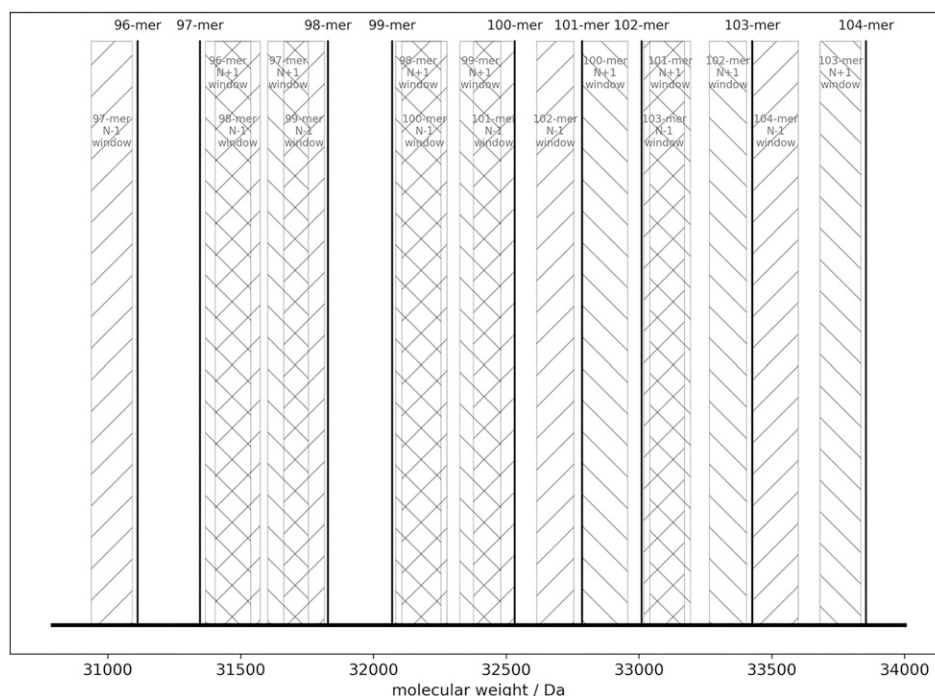 96-mer 97-mer 98-mer 99-mer 100-mer 101-mer 102-mer 103-mer 104-mer
96-mer
N+1
window
97-mer
N+1
window
98-mer
N+1
window
99-mer
N+1
window
100-mer
N+1
window
101-mer
N+1
window
102-mer
N+1
window
103-mer
N+1
window
97-mer
N-1
window
98-mer
N-1
window
99-mer
N-1
window
100-mer
N-1
window
101-mer
N-1
window
102-mer
N-1
window
103-mer
N-1
window
104-mer
N-1
window
31000 31500 32000 32500 33000 33500 34000
molecular weight / Da